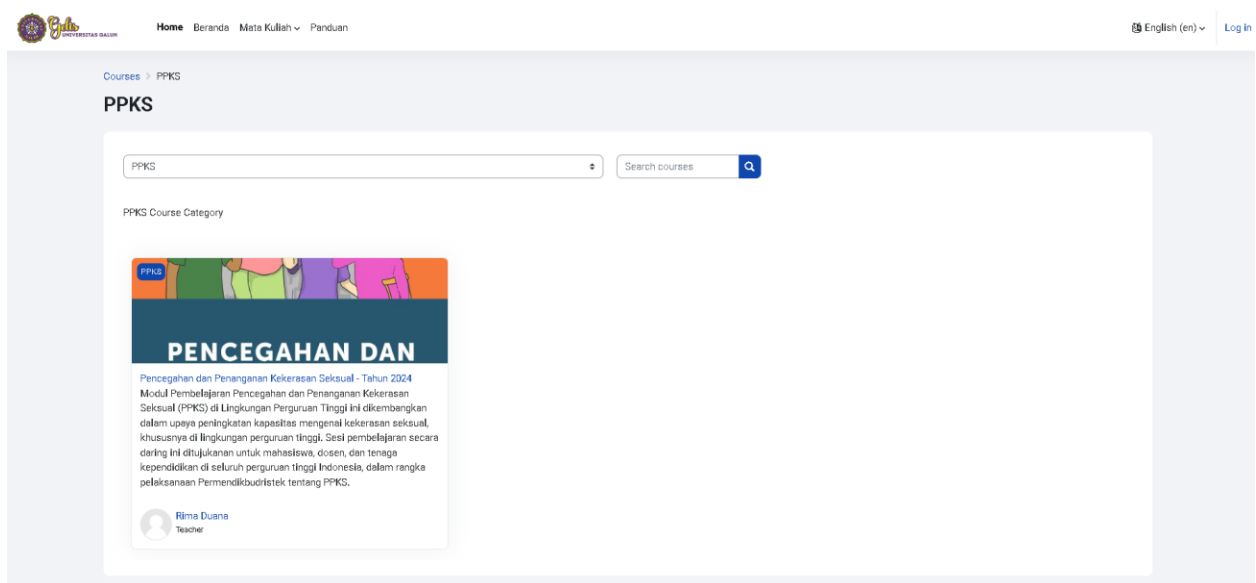 Galis UNIVERSITAS GALUH
Home Beranda Mata Kuliah Panduan
English (en) Log in
Courses > PPKS
PPKS
PPKS
Search courses
PPKS Course Category
PPKS
PENCEGAHAN DAN
Pencegahan dan Penanganan Kekerasan Seksual - Tahun 2024
Modul Pembelajaran Pencegahan dan Penanganan Kekerasan
Seksual (PPKS) di Lingkungan Perguruan Tinggi ini dikembangkan
dalam upaya peningkatan kapasitas mengenai kekerasan seksual,
khususnya di lingkungan perguruan tinggi. Sesi pembelajaran secara
daring ini ditujukanan untuk mahasiswa, dosen, dan tenaga
kependidikan di seluruh perguruan tinggi Indonesia, dalam rangka
pelaksanaan Permendikbudristek tentang PPKS.
Rima Duana
Teacher